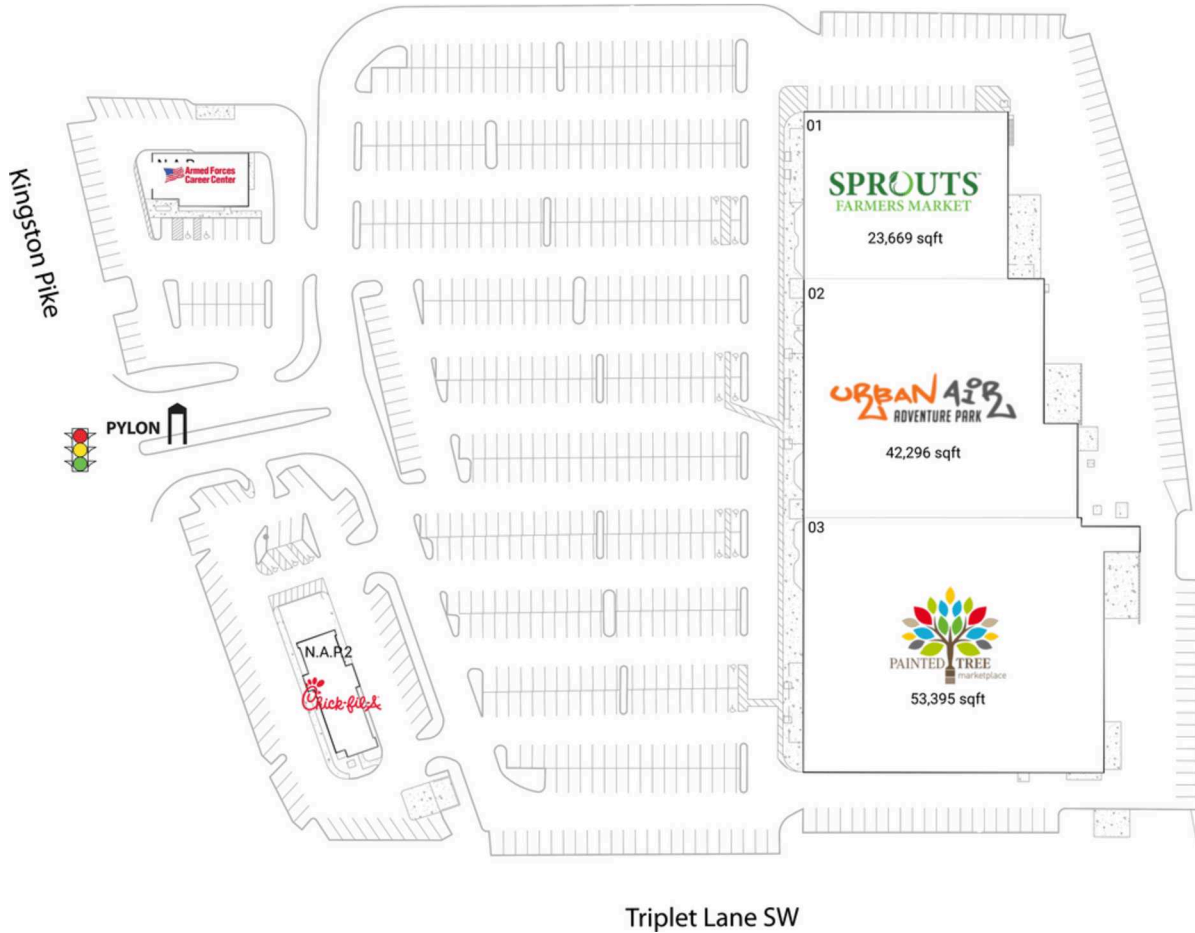 Kingston Pike
Armed Forces
Career Center
PYLON
N.A.P.2
Chick-fil-A
01
SPROUTS
FARMERS MARKET
23,669 sqft
02
URBAN AIR
ADVENTURE PARK
42,296 sqft
03
PAINTED TREE
marketplace
53,395 sqft
Triplet Lane SW